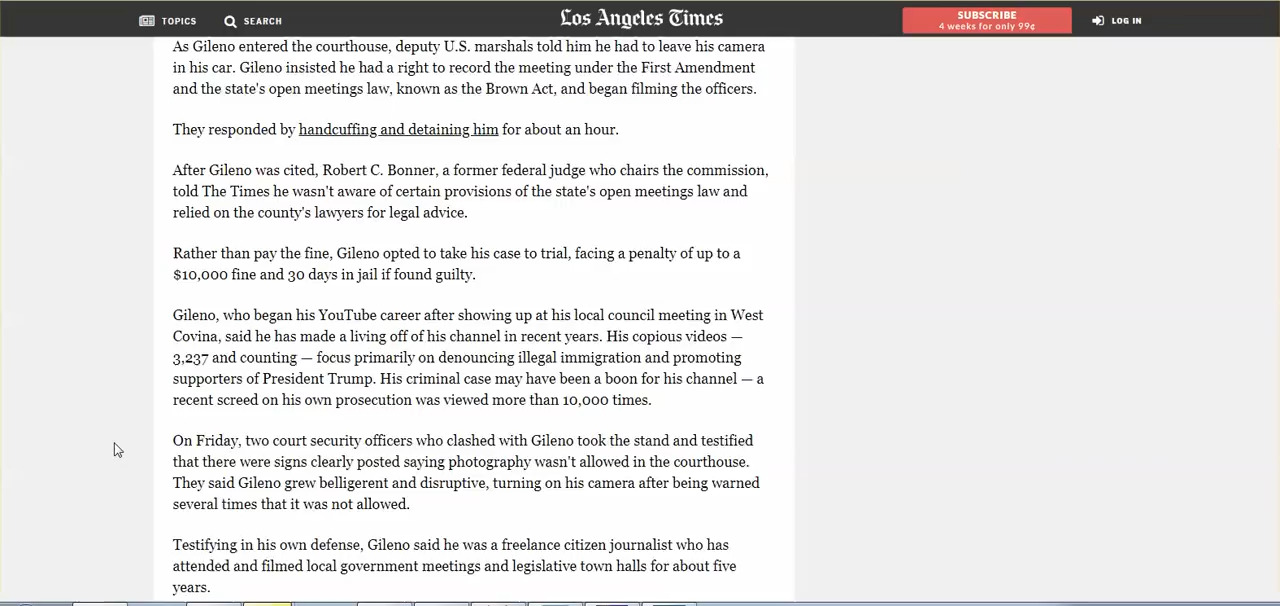 TOPICS SEARCH Los Angeles Times SUBSCRIBE LOG IN
4 weeks for only 99¢
As Gileno entered the courthouse, deputy U.S. marshals told him he had to leave his camera
in his car. Gileno insisted he had a right to record the meeting under the First Amendment
and the state's open meetings law, known as the Brown Act, and began filming the officers.
They responded by handcuffing and detaining him for about an hour.
After Gileno was cited, Robert C. Bonner, a former federal judge who chairs the commission,
told The Times he wasn't aware of certain provisions of the state's open meetings law and
relied on the county's lawyers for legal advice.
Rather than pay the fine, Gileno opted to take his case to trial, facing a penalty of up to a
$10,000 fine and 30 days in jail if found guilty.
Gileno, who began his YouTube career after showing up at his local council meeting in West
Covina, said he has made a living off of his channel in recent years. His copious videos —
3,237 and counting — focus primarily on denouncing illegal immigration and promoting
supporters of President Trump. His criminal case may have been a boon for his channel — a
recent screed on his own prosecution was viewed more than 10,000 times.
On Friday, two court security officers who clashed with Gileno took the stand and testified
that there were signs clearly posted saying photography wasn't allowed in the courthouse.
They said Gileno grew belligerent and disruptive, turning on his camera after being warned
several times that it was not allowed.
Testifying in his own defense, Gileno said he was a freelance citizen journalist who has
attended and filmed local government meetings and legislative town halls for about five
years.